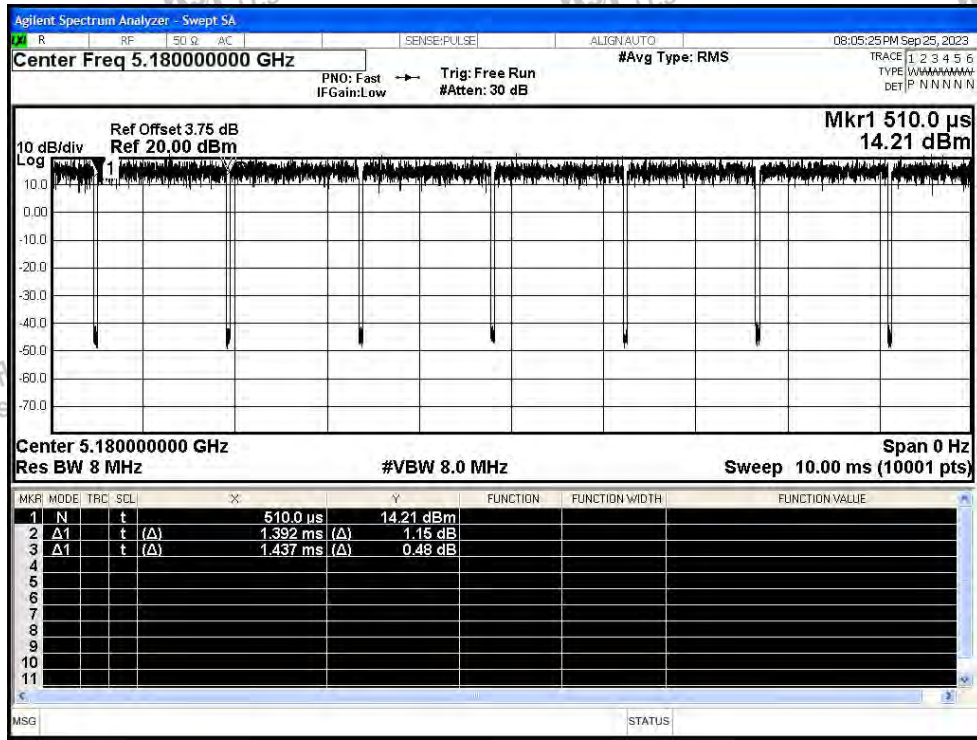 Agilent Spectrum Analyzer - Swept SA
LXI R RF 50 Ω AC SENSE:PULSE ALIGN AUTO 08:05:25 PM Sep 25, 2023
Center Freq 5.180000000 GHz
#Avg Type: RMS
TRACE 1 2 3 4 5 6
PNO: Fast
Trig: Free Run
TYPE
IFGain:Low
#Atten: 30 dB
DET P N N N N N
Mkr1 510.0 µs
Ref Offset 3.75 dB
10 dB/div Ref 20.00 dBm
14.21 dBm
Log
1
10.0
0.00
-10.0
-20.0
-30.0
-40.0
-50.0
-60.0
-70.0
Center 5.180000000 GHz Span 0 Hz
Res BW 8 MHz #VBW 8.0 MHz Sweep 10.00 ms (10001 pts)
MKR MODE TRC SCL X Y FUNCTION FUNCTION WIDTH FUNCTION VALUE
1 N t 510.0 µs 14.21 dBm
2 Δ1 t (Δ) 1.392 ms (Δ) 1.15 dB
3 Δ1 t (Δ) 1.437 ms (Δ) 0.48 dB
4
5
6
7
8
9
10
11
MSG STATUS